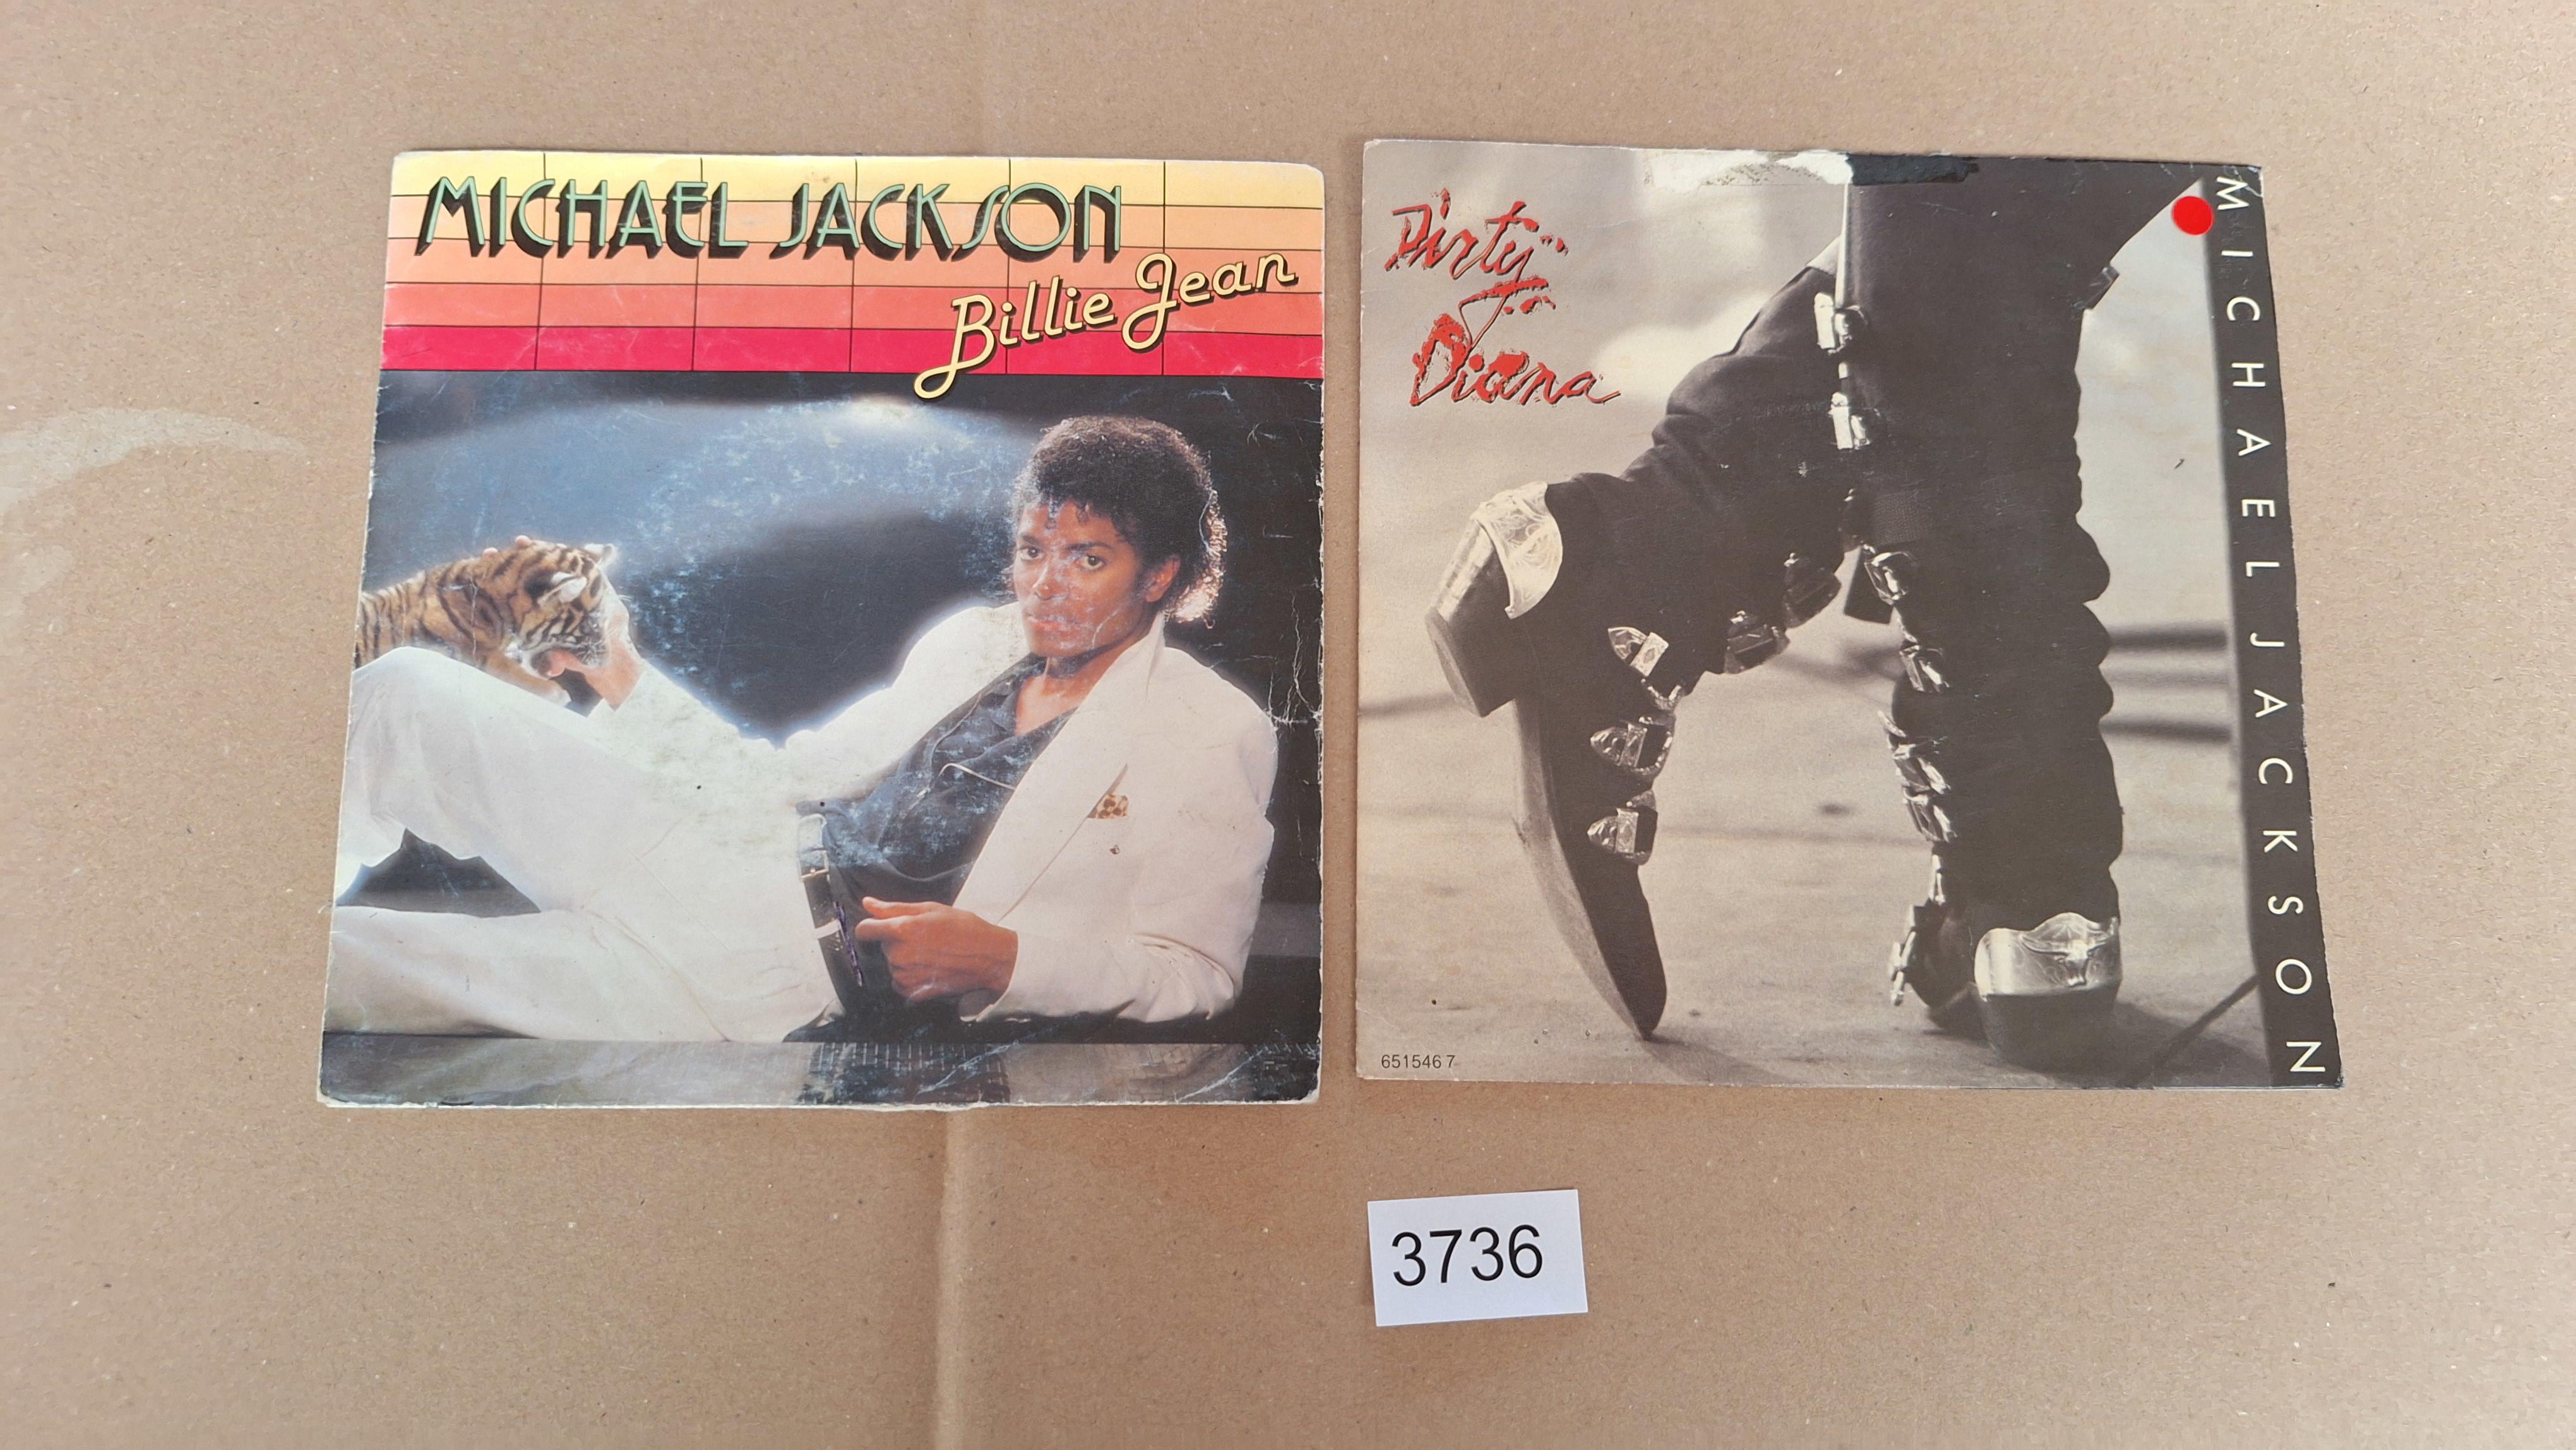 MICHAEL JACKSON
Billie Jean
Dirty
Diana
MICHAEL JACKSON
651546 7
3736